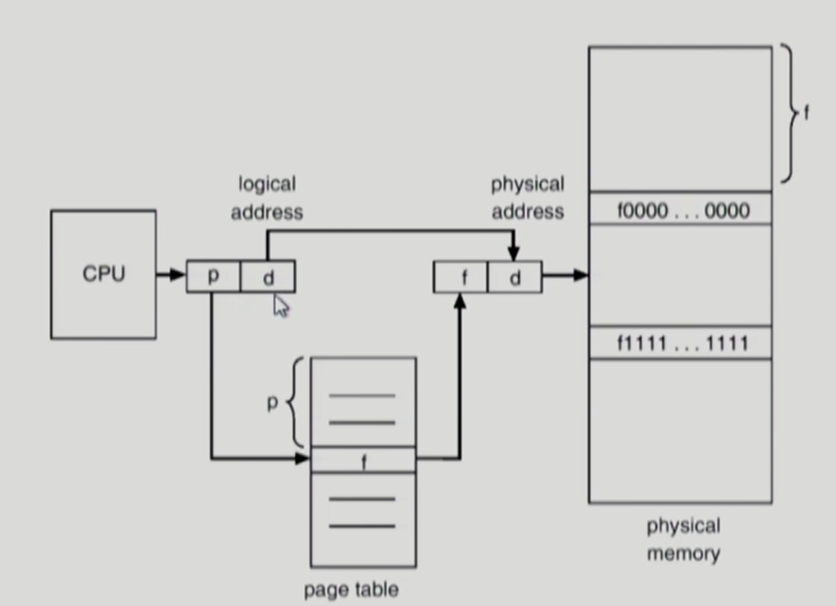 f
logical
address
physical
address
f0000 ... 0000
CPU
p
d
f
d
f1111 ... 1111
p
f
physical
memory
page table